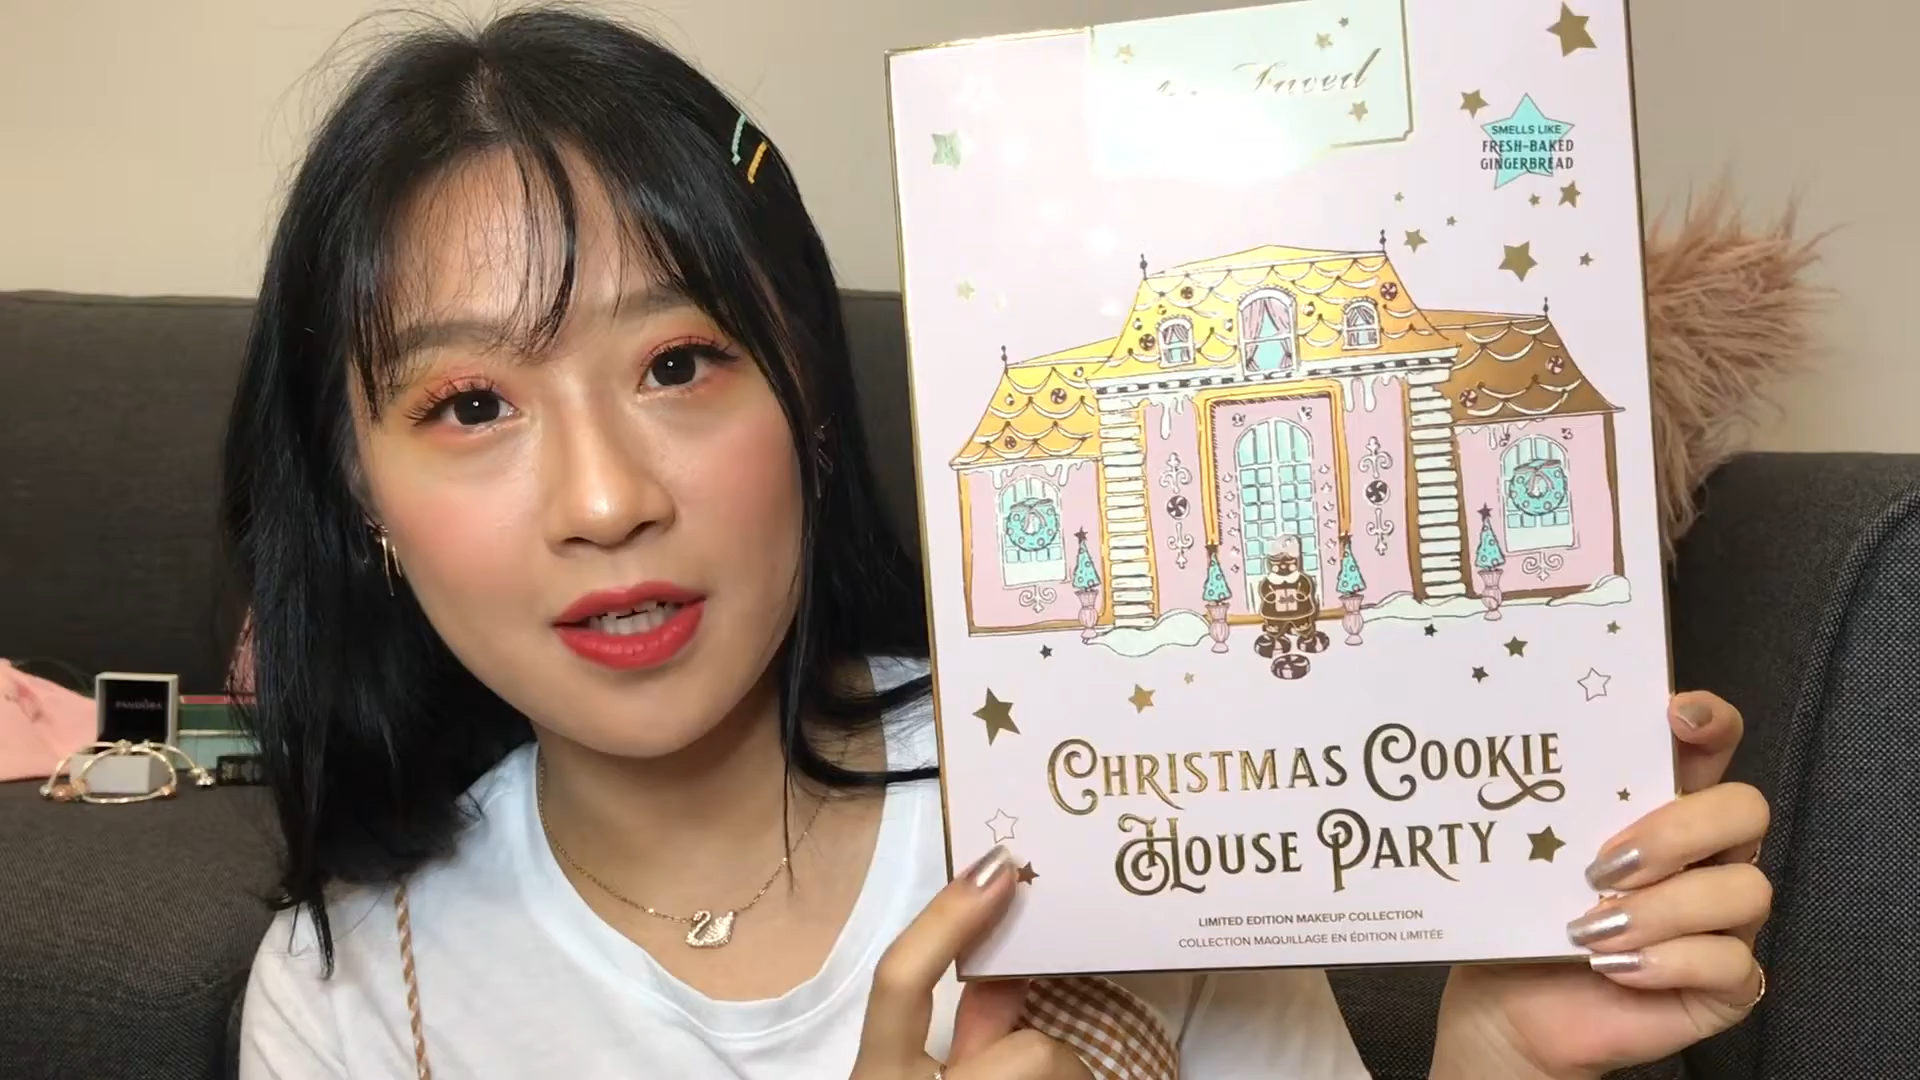 Faced
SMELLS LIKE
FRESH-BAKED
GINGERBREAD
CHRISTMAS COOKIE
HOUSE PARTY
LIMITED EDITION MAKEUP COLLECTION
COLLECTION MAQUILLAGE EN ÉDITION LIMITÉE
PANDORA